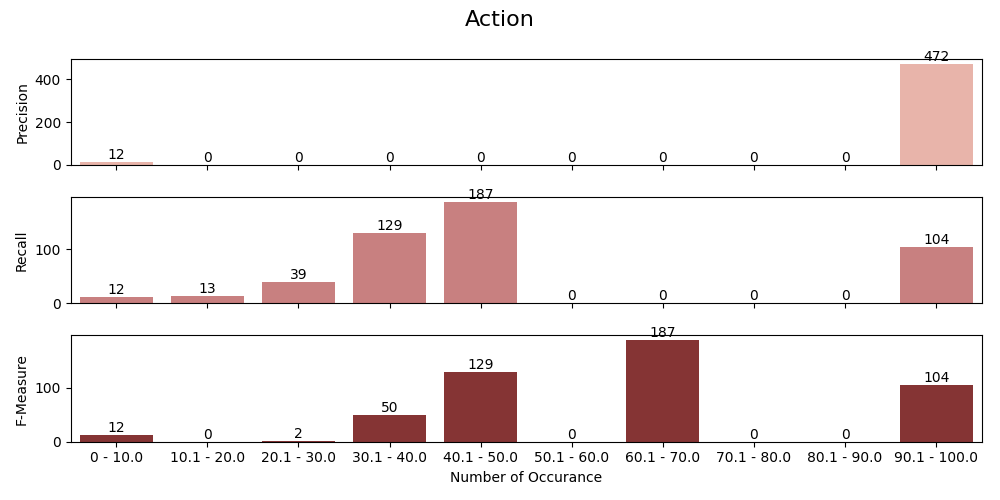 Action
Precision
400
200
0
12 0 0 0 0 0 0 0 0 472
Recall
100
0
12 13 39 129 187 0 0 0 0 104
F-Measure
100
0
12 0 2 50 129 0 187 0 0 104
0 - 10.0 10.1 - 20.0 20.1 - 30.0 30.1 - 40.0 40.1 - 50.0 50.1 - 60.0 60.1 - 70.0 70.1 - 80.0 80.1 - 90.0 90.1 - 100.0
Number of Occurance